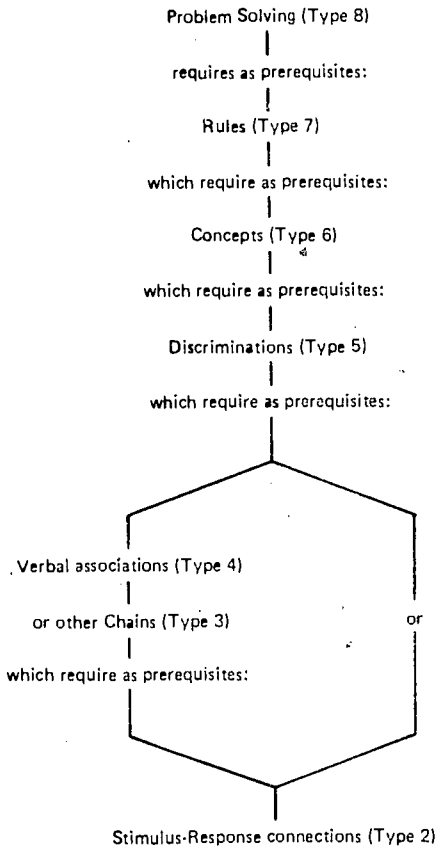 Problem Solving (Type 8)
requires as prerequisites:
Rules (Type 7)
which require as prerequisites:
Concepts (Type 6)
which require as prerequisites:
Discriminations (Type 5)
which require as prerequisites:
Verbal associations (Type 4)
or other Chains (Type 3)
or
which require as prerequisites:
Stimulus-Response connections (Type 2)